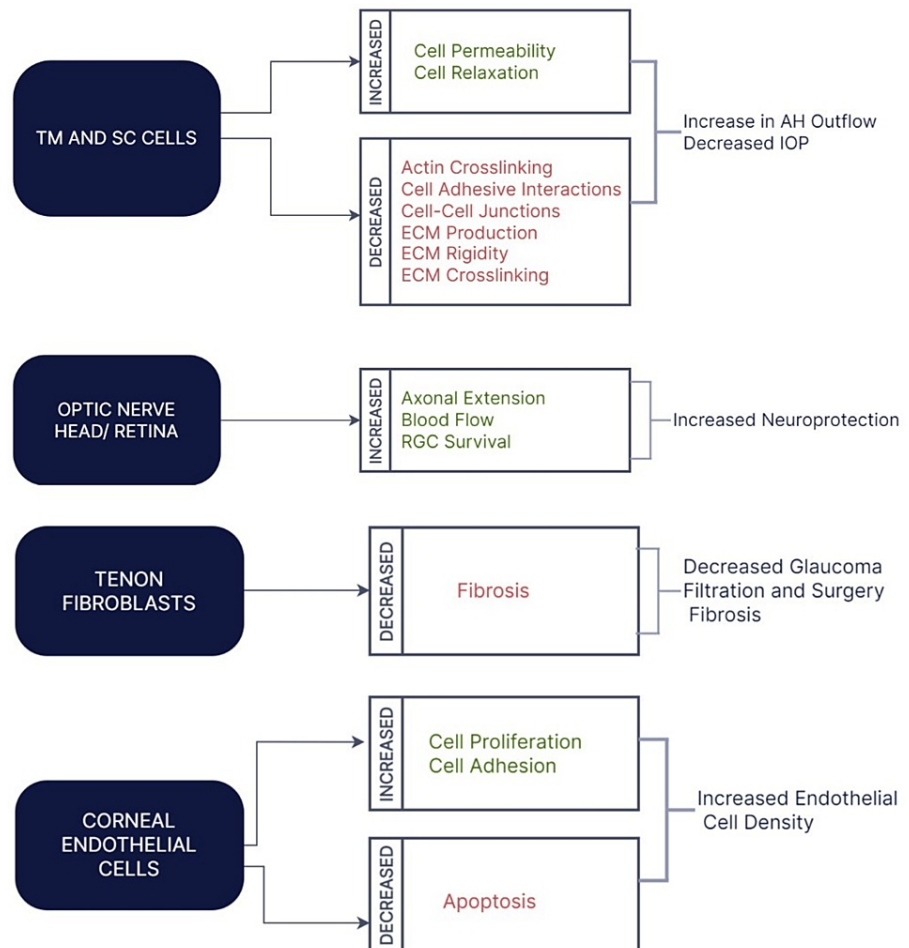 TM AND SC CELLS
INCREASED
Cell Permeability
Cell Relaxation
DECREASED
Actin Crosslinking
Cell Adhesive Interactions
Cell-Cell Junctions
ECM Production
ECM Rigidity
ECM Crosslinking
Increase in AH Outflow
Decreased IOP
OPTIC NERVE
HEAD/ RETINA
INCREASED
Axonal Extension
Blood Flow
RGC Survival
Increased Neuroprotection
TENON
FIBROBLASTS
DECREASED
Fibrosis
Decreased Glaucoma
Filtration and Surgery
Fibrosis
CORNEAL
ENDOTHELIAL
CELLS
INCREASED
Cell Proliferation
Cell Adhesion
DECREASED
Apoptosis
Increased Endothelial
Cell Density